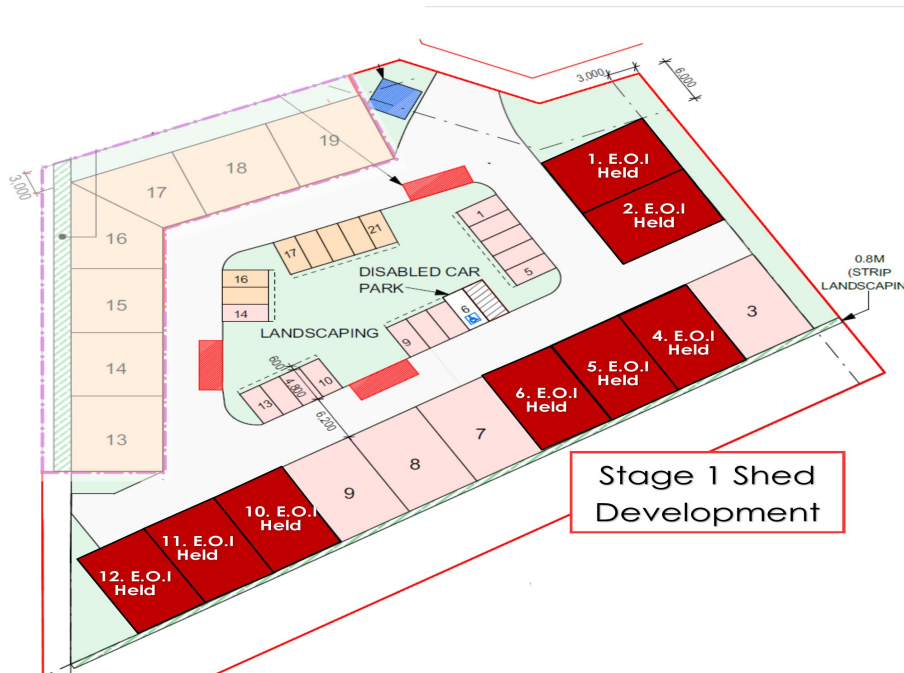 3,000
6,000
1. E.O.I
Held
2. E.O.I
Held
19
18
17
3,000
16
15
14
13
21
17
1
5
DISABLED CAR
PARK
6
16
14
LANDSCAPING
9
600
4,800
10
13
6,200
0.8M
(STRIP
LANDSCAPIN
3
4. E.O.I
Held
5. E.O.I
Held
6. E.O.I
Held
7
8
9
10. E.O.I
Held
11. E.O.I
Held
12. E.O.I
Held
Stage 1 Shed
Development